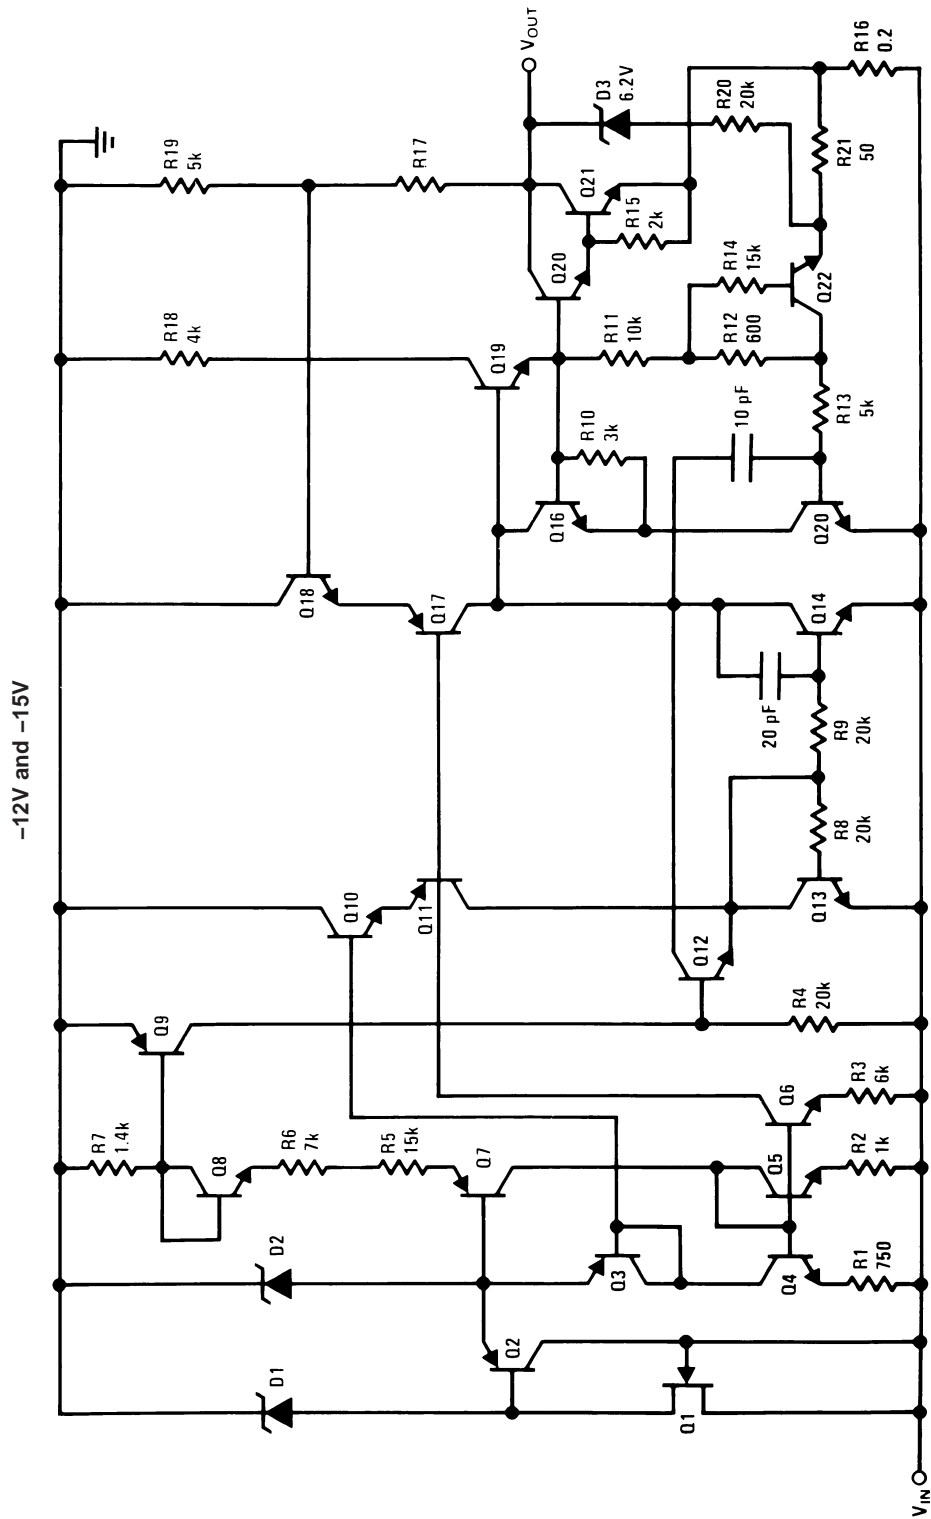 –12V and –15V
R7
1.4k
Q9
R18
4k
R19
5k
D1
D2
Q8
R6
7k
R5
15k
Q7
Q10
Q11
Q18
Q17
Q19
R17
VOUT
Q2
Q3
Q12
Q16
R10
3k
R11
10k
Q20
Q21
R15
2k
D3
6.2V
R20
20k
Q1
Q4
Q5
Q6
R1
750
R2
1k
R3
6k
R4
20k
Q13
R8
20k
R9
20k
20 pF
Q14
10 pF
Q20
R13
5k
R12
600
R14
15k
Q22
R21
50
R16
0.2
VIN